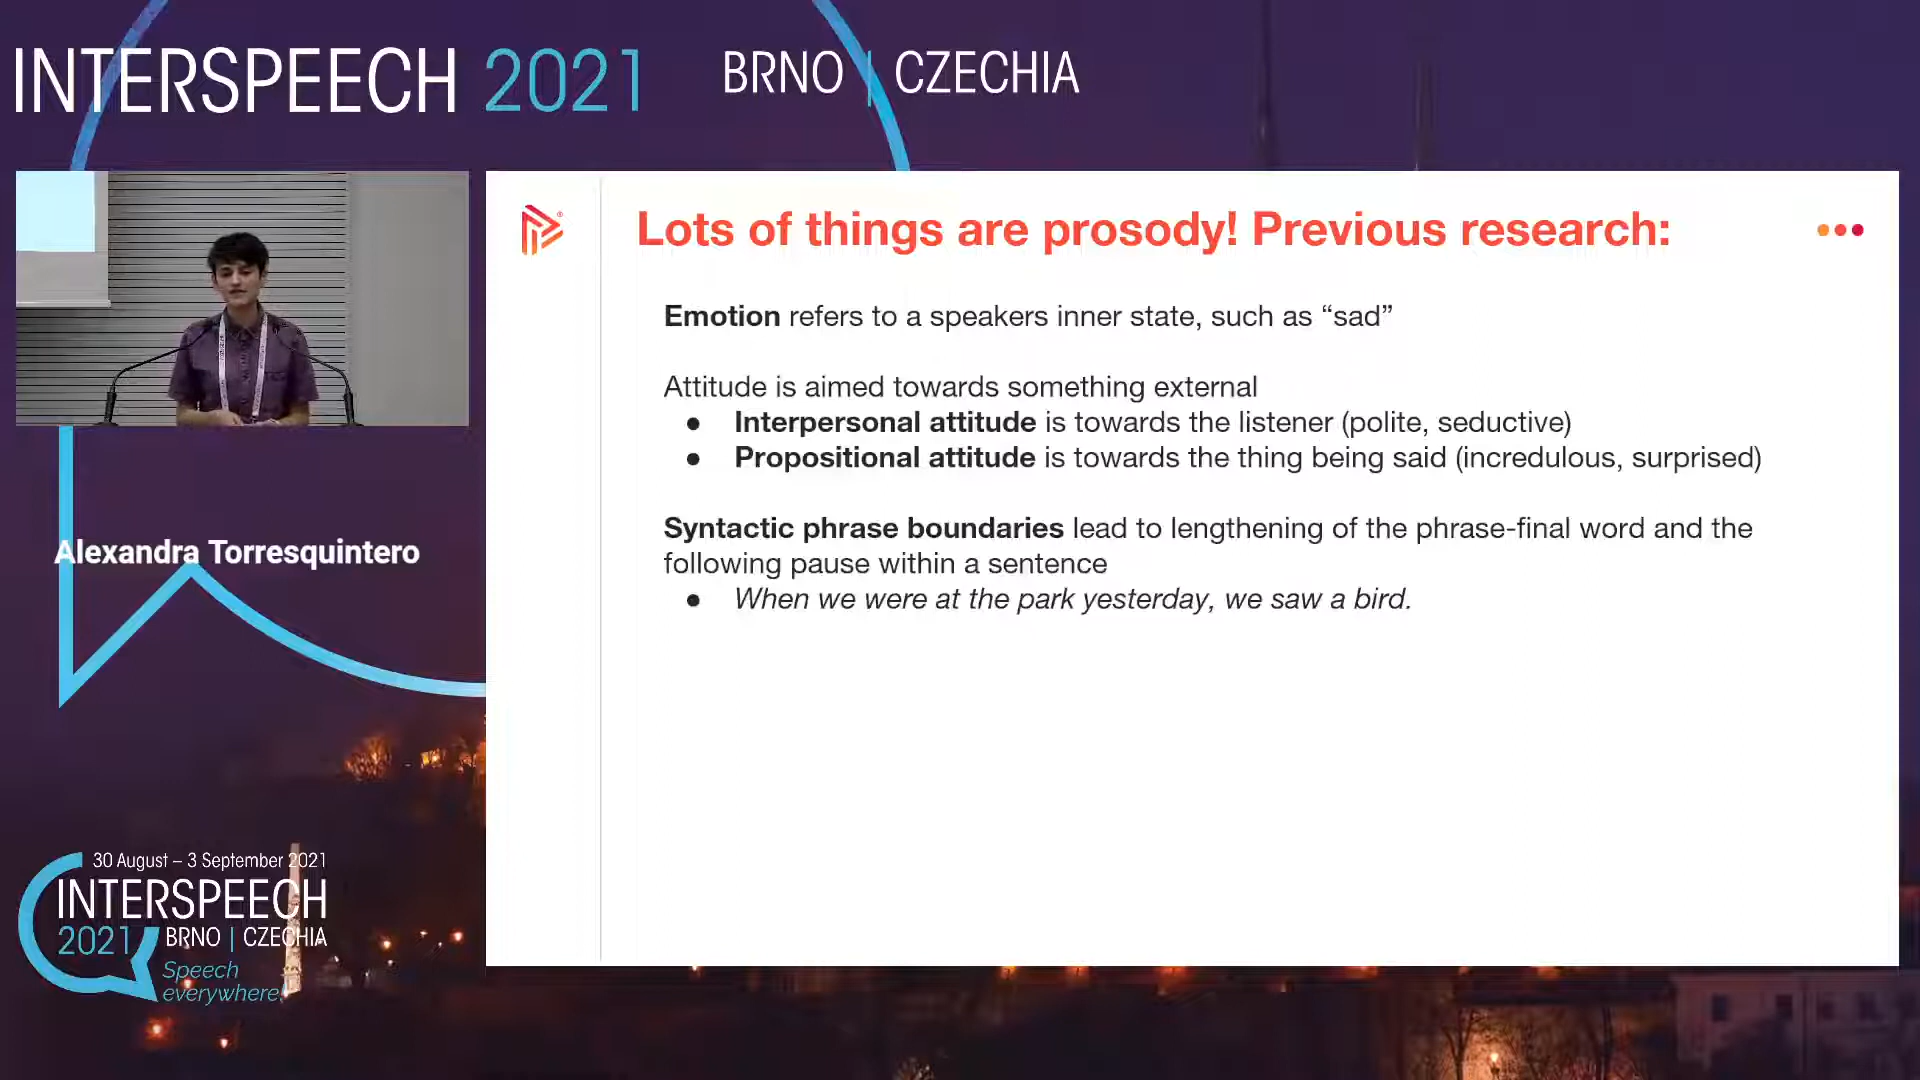 INTERSPEECH 2021 BRNO | CZECHIA
Lots of things are prosody! Previous research:
Emotion refers to a speakers inner state, such as “sad”
Attitude is aimed towards something external
● Interpersonal attitude is towards the listener (polite, seductive)
● Propositional attitude is towards the thing being said (incredulous, surprised)
Syntactic phrase boundaries lead to lengthening of the phrase-final word and the
following pause within a sentence
● When we were at the park yesterday, we saw a bird.
Alexandra Torresquintero
30 August – 3 September 2021
INTERSPEECH
2021 BRNO | CZECHIA
Speech
everywhere!